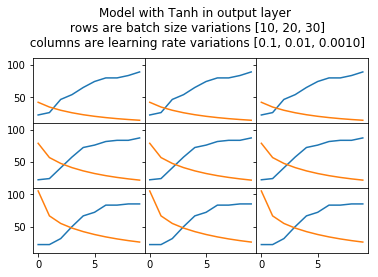 Model with Tanh in output layer
rows are batch size variations [10, 20, 30]
columns are learning rate variations [0.1, 0.01, 0.0010]
100
50
100
50
100
50
0 5 0 5 0 5